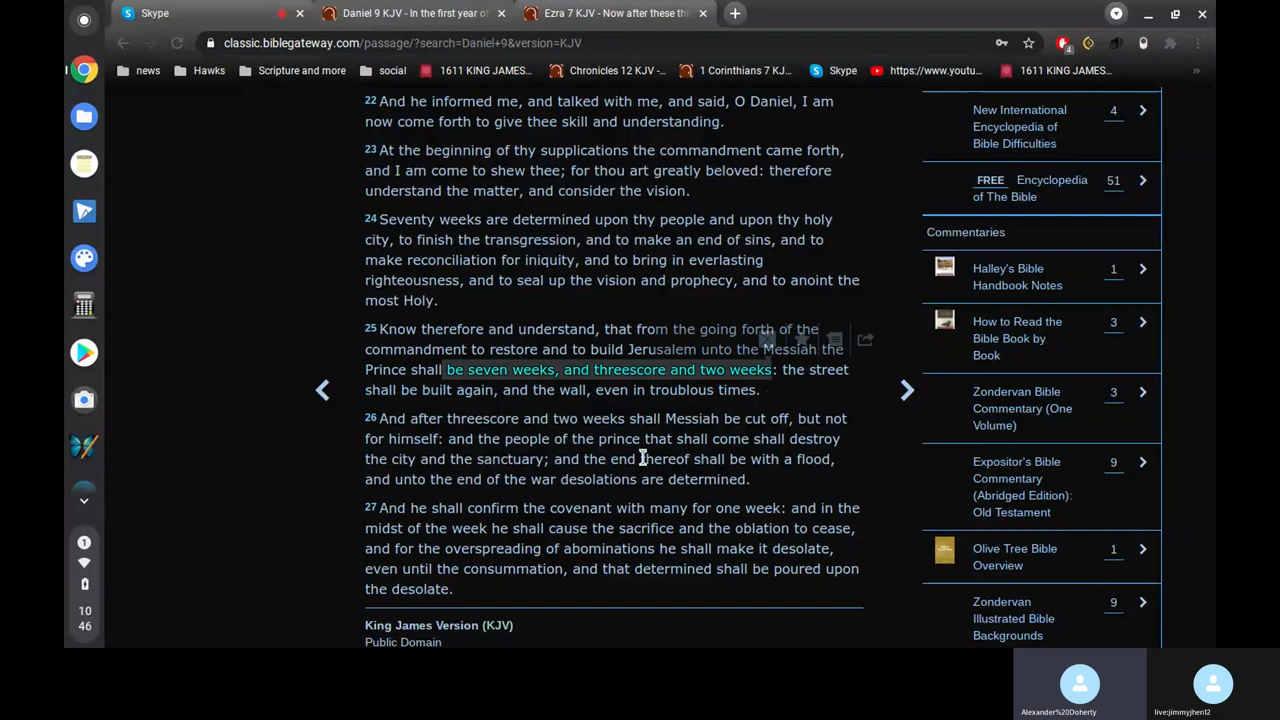 Skype
Daniel 9 KJV - In the first year of
Ezra 7 KJV - Now after these thi
classic.biblegateway.com/passage/?search=Daniel+9&version=KJV
4
news
Hawks
Scripture and more
social
1611 KING JAMES...
Chronicles 12 KJV -...
1 Corinthians 7 KJ...
Skype
https://www.youtu...
1611 KING JAMES...
»
22 And he informed me, and talked with me, and said, O Daniel, I am
now come forth to give thee skill and understanding.
23 At the beginning of thy supplications the commandment came forth,
and I am come to shew thee; for thou art greatly beloved: therefore
understand the matter, and consider the vision.
24 Seventy weeks are determined upon thy people and upon thy holy
city, to finish the transgression, and to make an end of sins, and to
make reconciliation for iniquity, and to bring in everlasting
righteousness, and to seal up the vision and prophecy, and to anoint the
most Holy.
25 Know therefore and understand, that from the going forth of the
commandment to restore and to build Jerusalem unto the Messiah the
Prince shall be seven weeks, and threescore and two weeks: the street
shall be built again, and the wall, even in troublous times.
26 And after threescore and two weeks shall Messiah be cut off, but not
for himself: and the people of the prince that shall come shall destroy
the city and the sanctuary; and the end thereof shall be with a flood,
and unto the end of the war desolations are determined.
27 And he shall confirm the covenant with many for one week: and in the
midst of the week he shall cause the sacrifice and the oblation to cease,
and for the overspreading of abominations he shall make it desolate,
even until the consummation, and that determined shall be poured upon
the desolate.
King James Version (KJV)
Public Domain
New International 4
Encyclopedia of
Bible Difficulties
FREE Encyclopedia 51
of The Bible
Commentaries
Halley's Bible 1
Handbook Notes
How to Read the 3
Bible Book by
Book
Zondervan 3
Commentary (One
Volume)
Expositor's Bible 9
Commentary
(Abridged Edition):
Old Testament
Olive Tree Bible 1
Overview
Zondervan 9
Illustrated Bible
Backgrounds
1
10
46
Alexander%20Doherty
live:jimmyjhen12